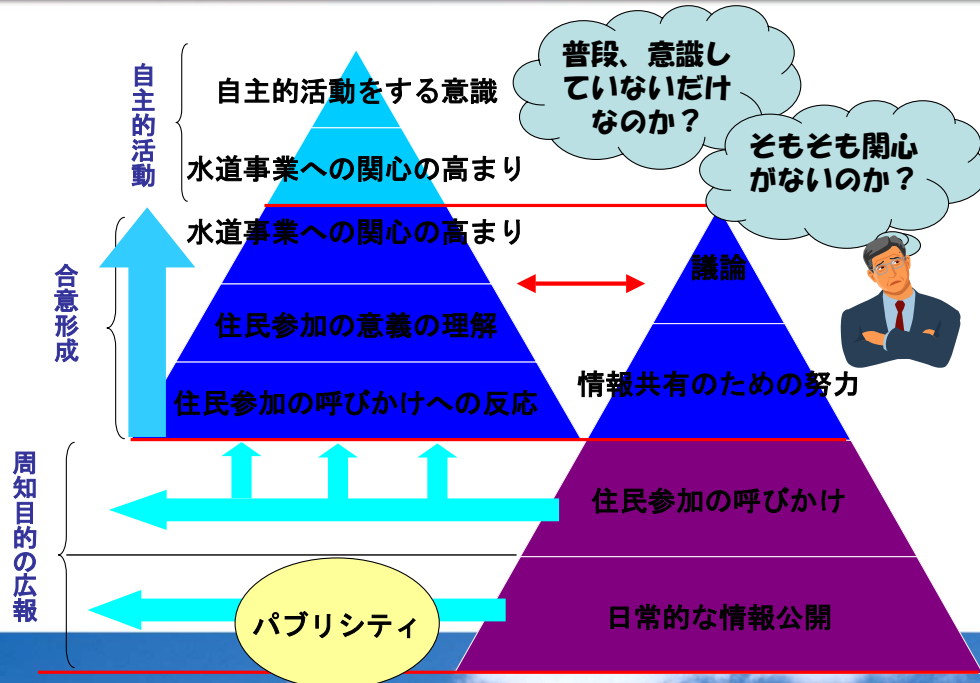 普段、意識し
ていないだけ
なのか？
そもそも関心
がないのか？
自主的活動
自主的活動をする意識
水道事業への関心の高まり
合意形成
水道事業への関心の高まり
議論
住民参加の意義の理解
情報共有のための努力
住民参加の呼びかけへの反応
周知目的の広報
住民参加の呼びかけ
パブリシティ
日常的な情報公開